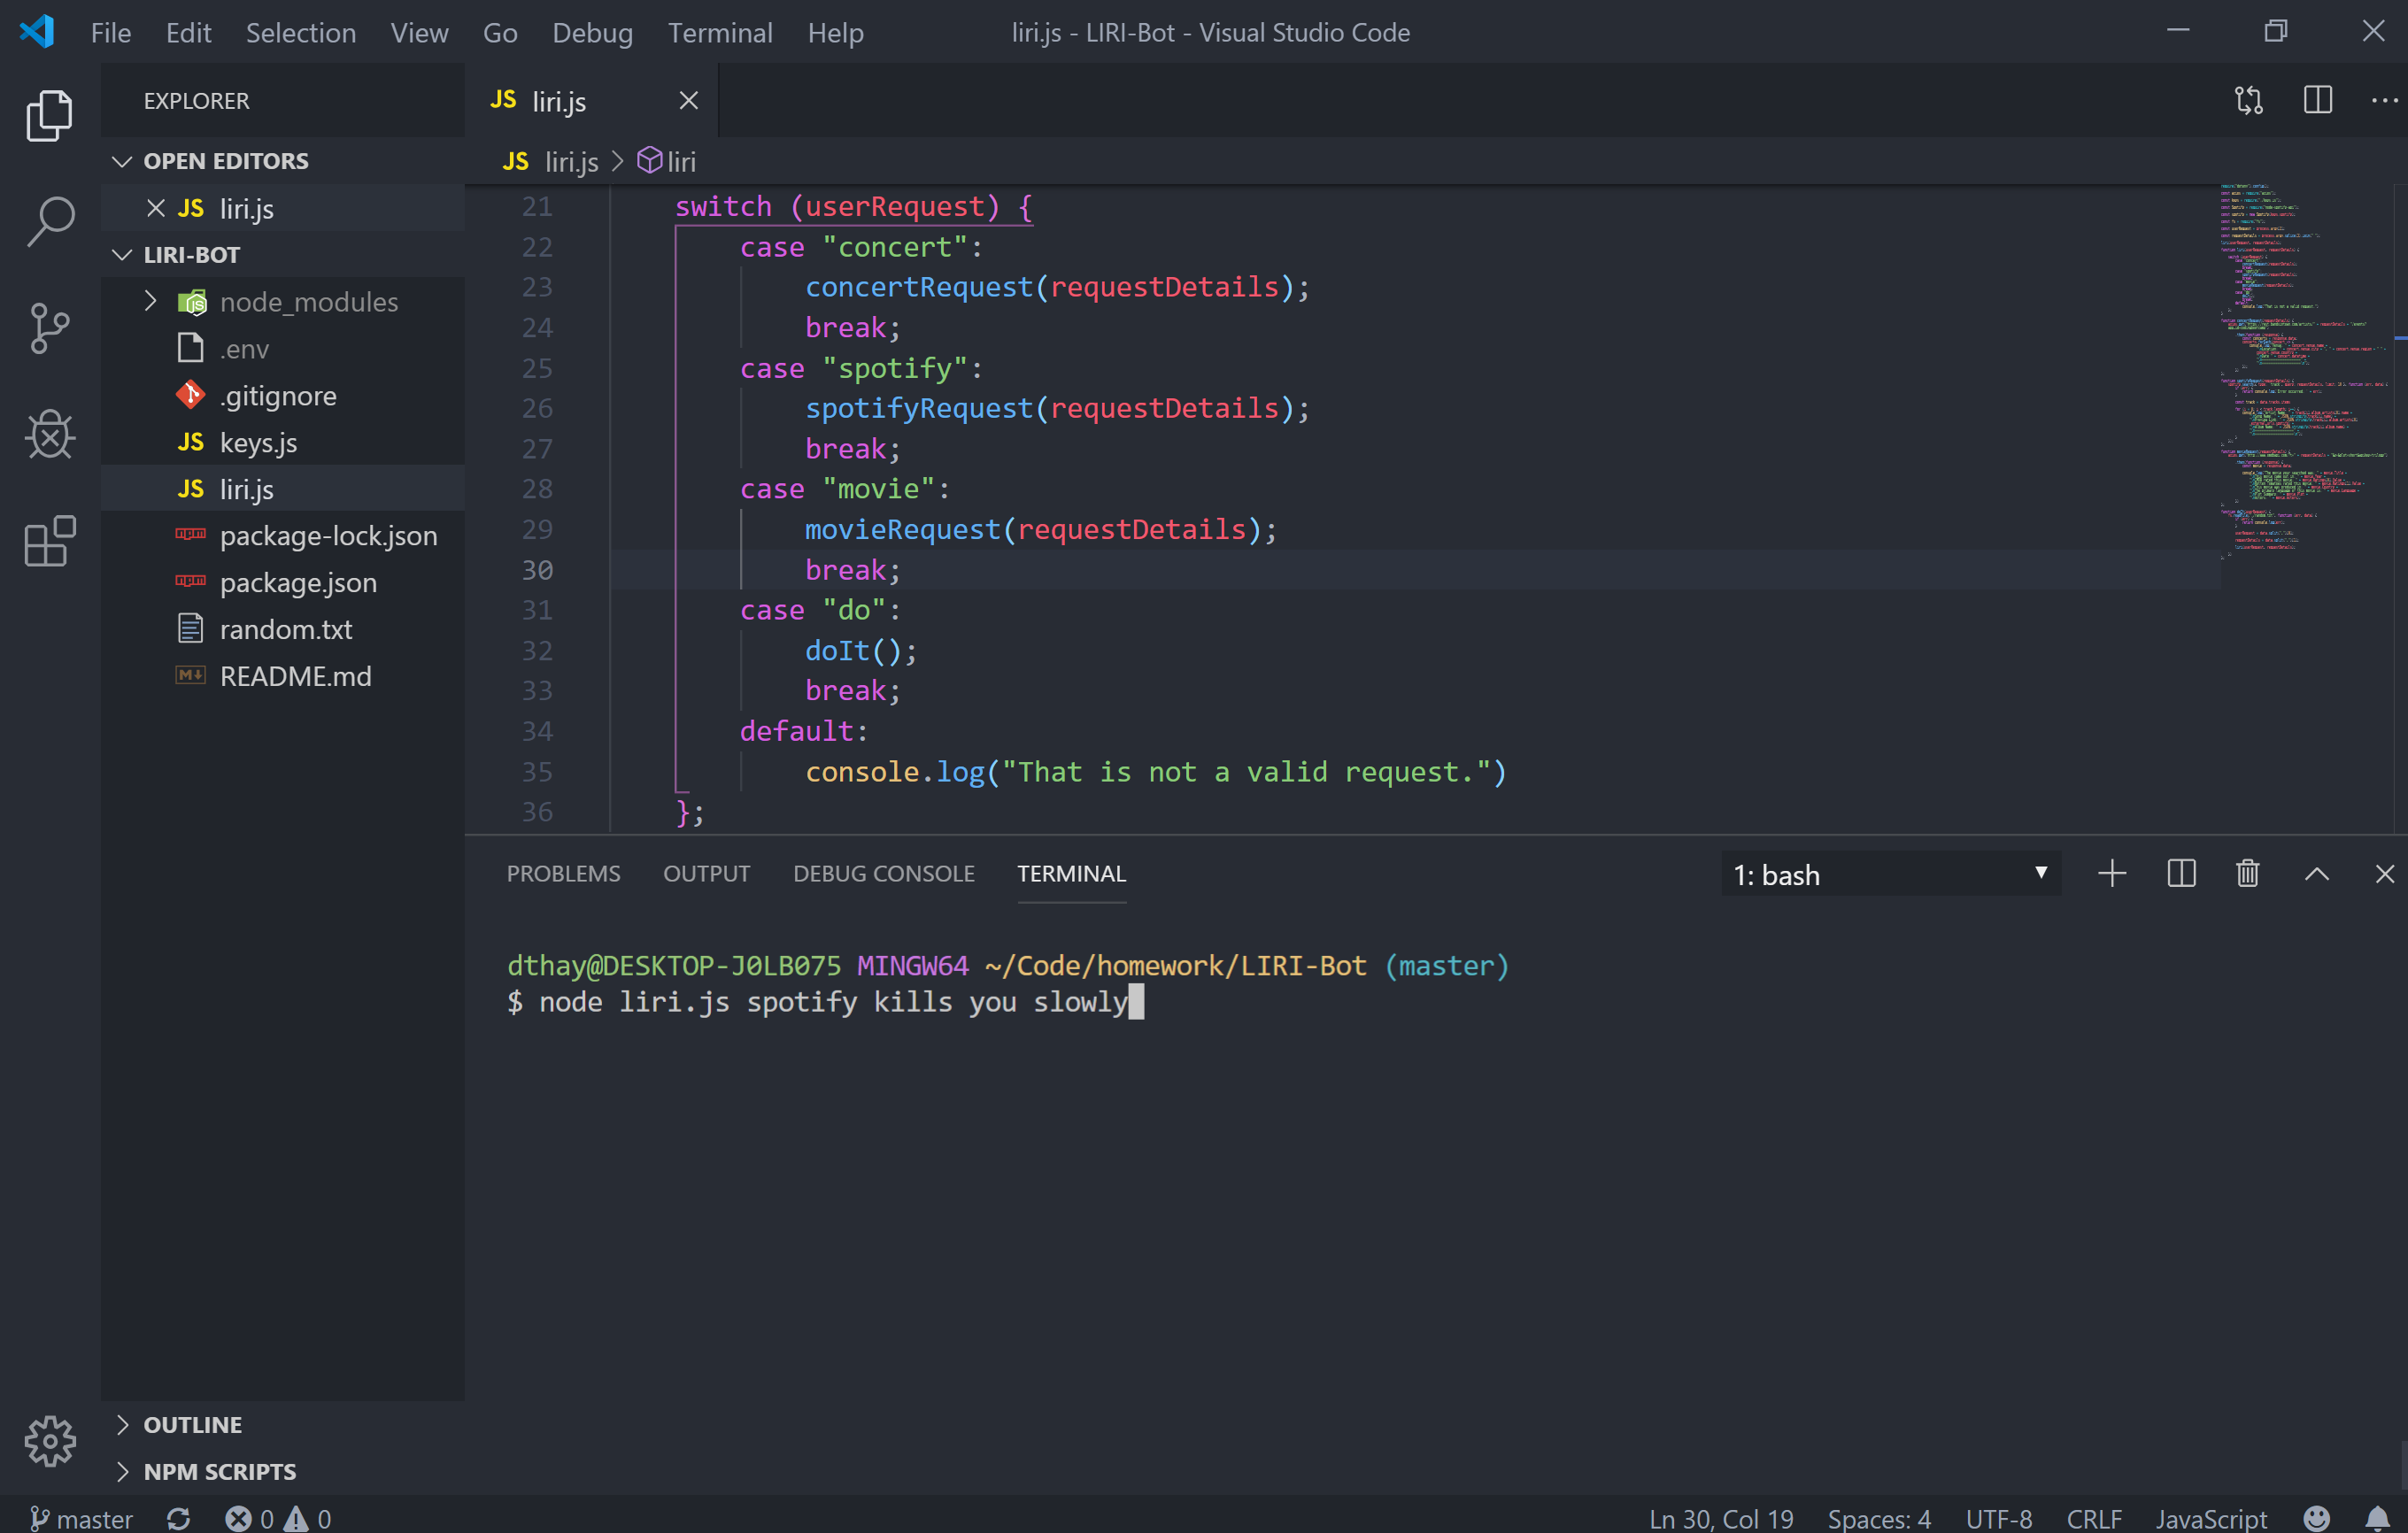 File Edit Selection View Go Debug Terminal Help
liri.js - LIRI-Bot - Visual Studio Code
EXPLORER
OPEN EDITORS
JS liri.js
LIRI-BOT
node_modules
.env
.gitignore
JS keys.js
JS liri.js
package-lock.json
package.json
random.txt
README.md
OUTLINE
NPM SCRIPTS
JS liri.js
JS liri.js > liri
21 switch (userRequest) {
22 case "concert":
23 concertRequest(requestDetails);
24 break;
25 case "spotify":
26 spotifyRequest(requestDetails);
27 break;
28 case "movie":
29 movieRequest(requestDetails);
30 break;
31 case "do":
32 doIt();
33 break;
34 default:
35 console.log("That is not a valid request.")
36 };
PROBLEMS OUTPUT DEBUG CONSOLE TERMINAL
1: bash
dthay@DESKTOP-J0LB075 MINGW64 ~/Code/homework/LIRI-Bot (master)
$ node liri.js spotify kills you slowly
master 0 0
Ln 30, Col 19 Spaces: 4 UTF-8 CRLF JavaScript